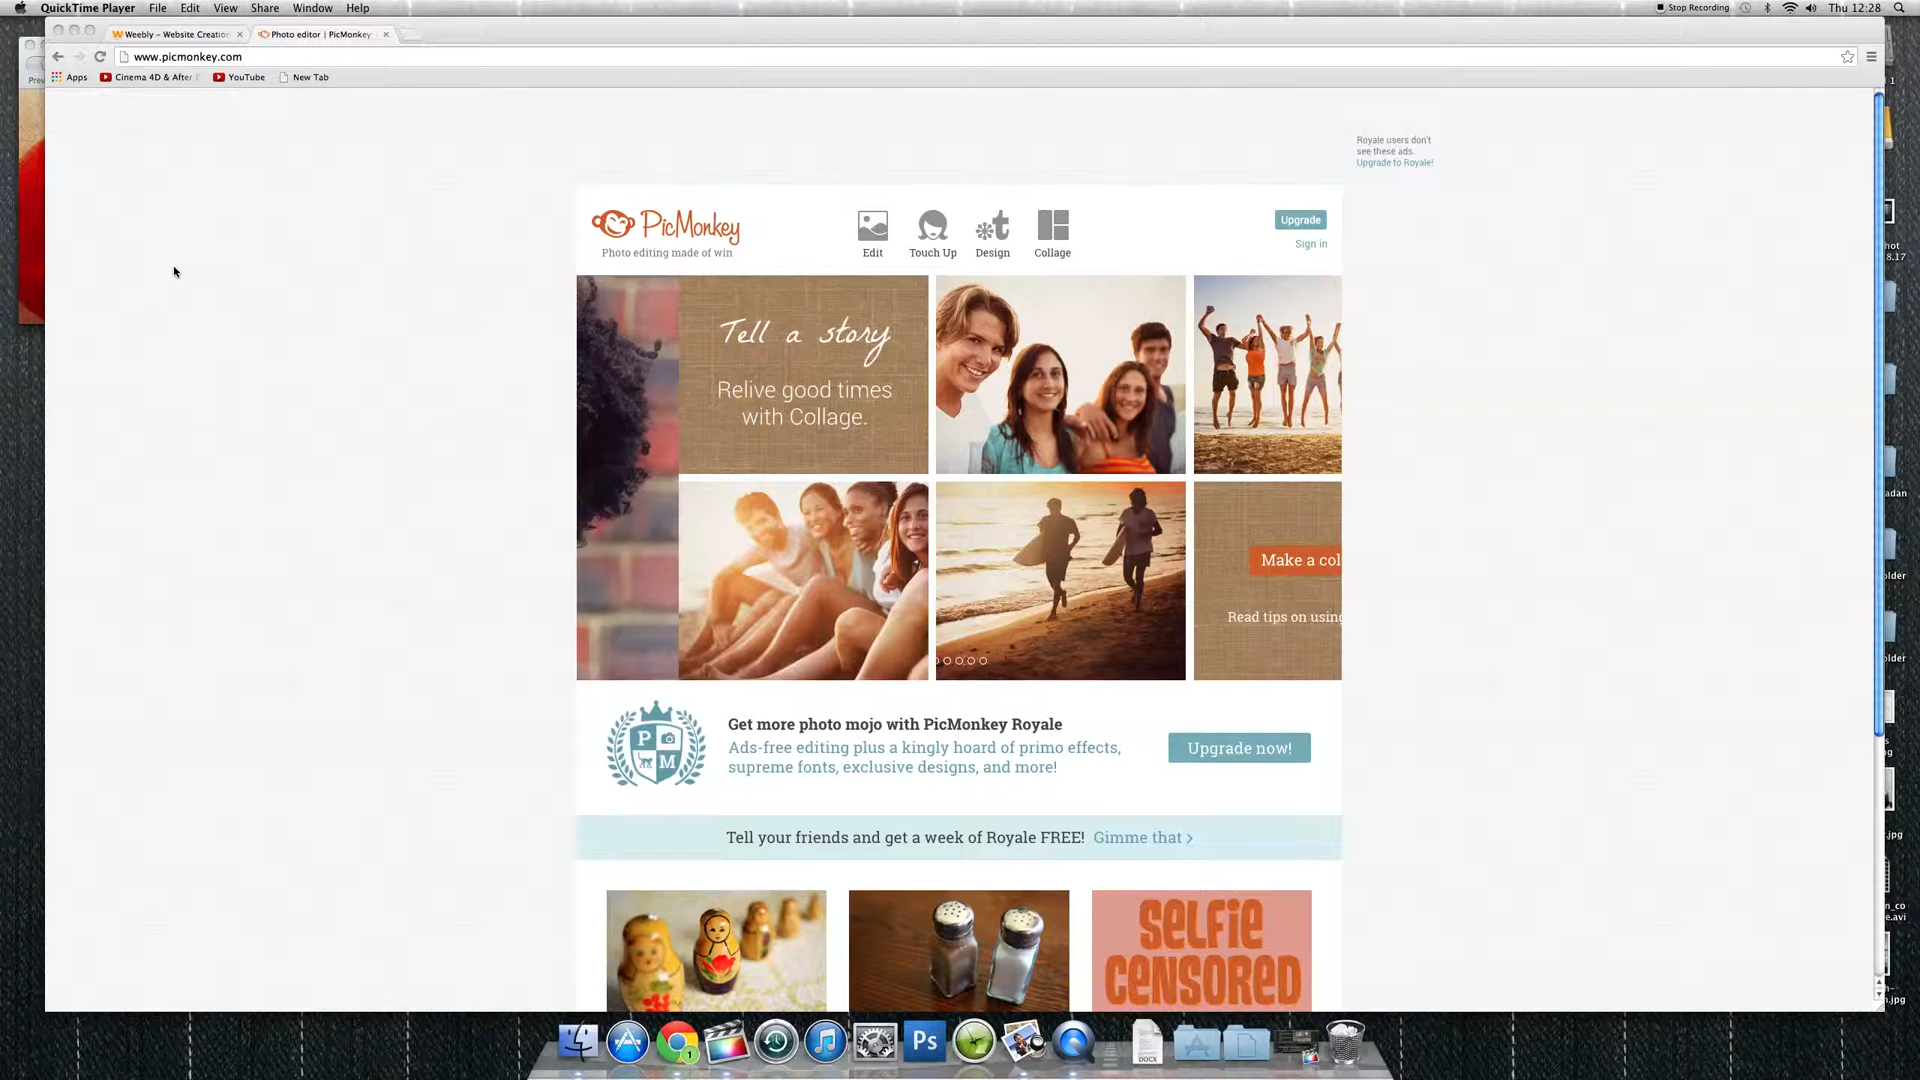 QuickTime Player File Edit View Share Window Help
Stop Recording Thu 12:28
Weebly – Website Creation Photo editor | PicMonkey
www.picmonkey.com
Apps Cinema 4D & After YouTube New Tab
Royale users don't
see these ads.
Upgrade to Royale!
PicMonkey
Photo editing made of win
Edit Touch Up Design Collage
Upgrade
Sign in
Tell a story
Relive good times
with Collage.
Make a col
Read tips on using
P
M
Get more photo mojo with PicMonkey Royale
Ads-free editing plus a kingly hoard of primo effects,
supreme fonts, exclusive designs, and more!
Upgrade now!
Tell your friends and get a week of Royale FREE! Gimme that >
SELFIE
CENSORED
Ps
DOCX
1